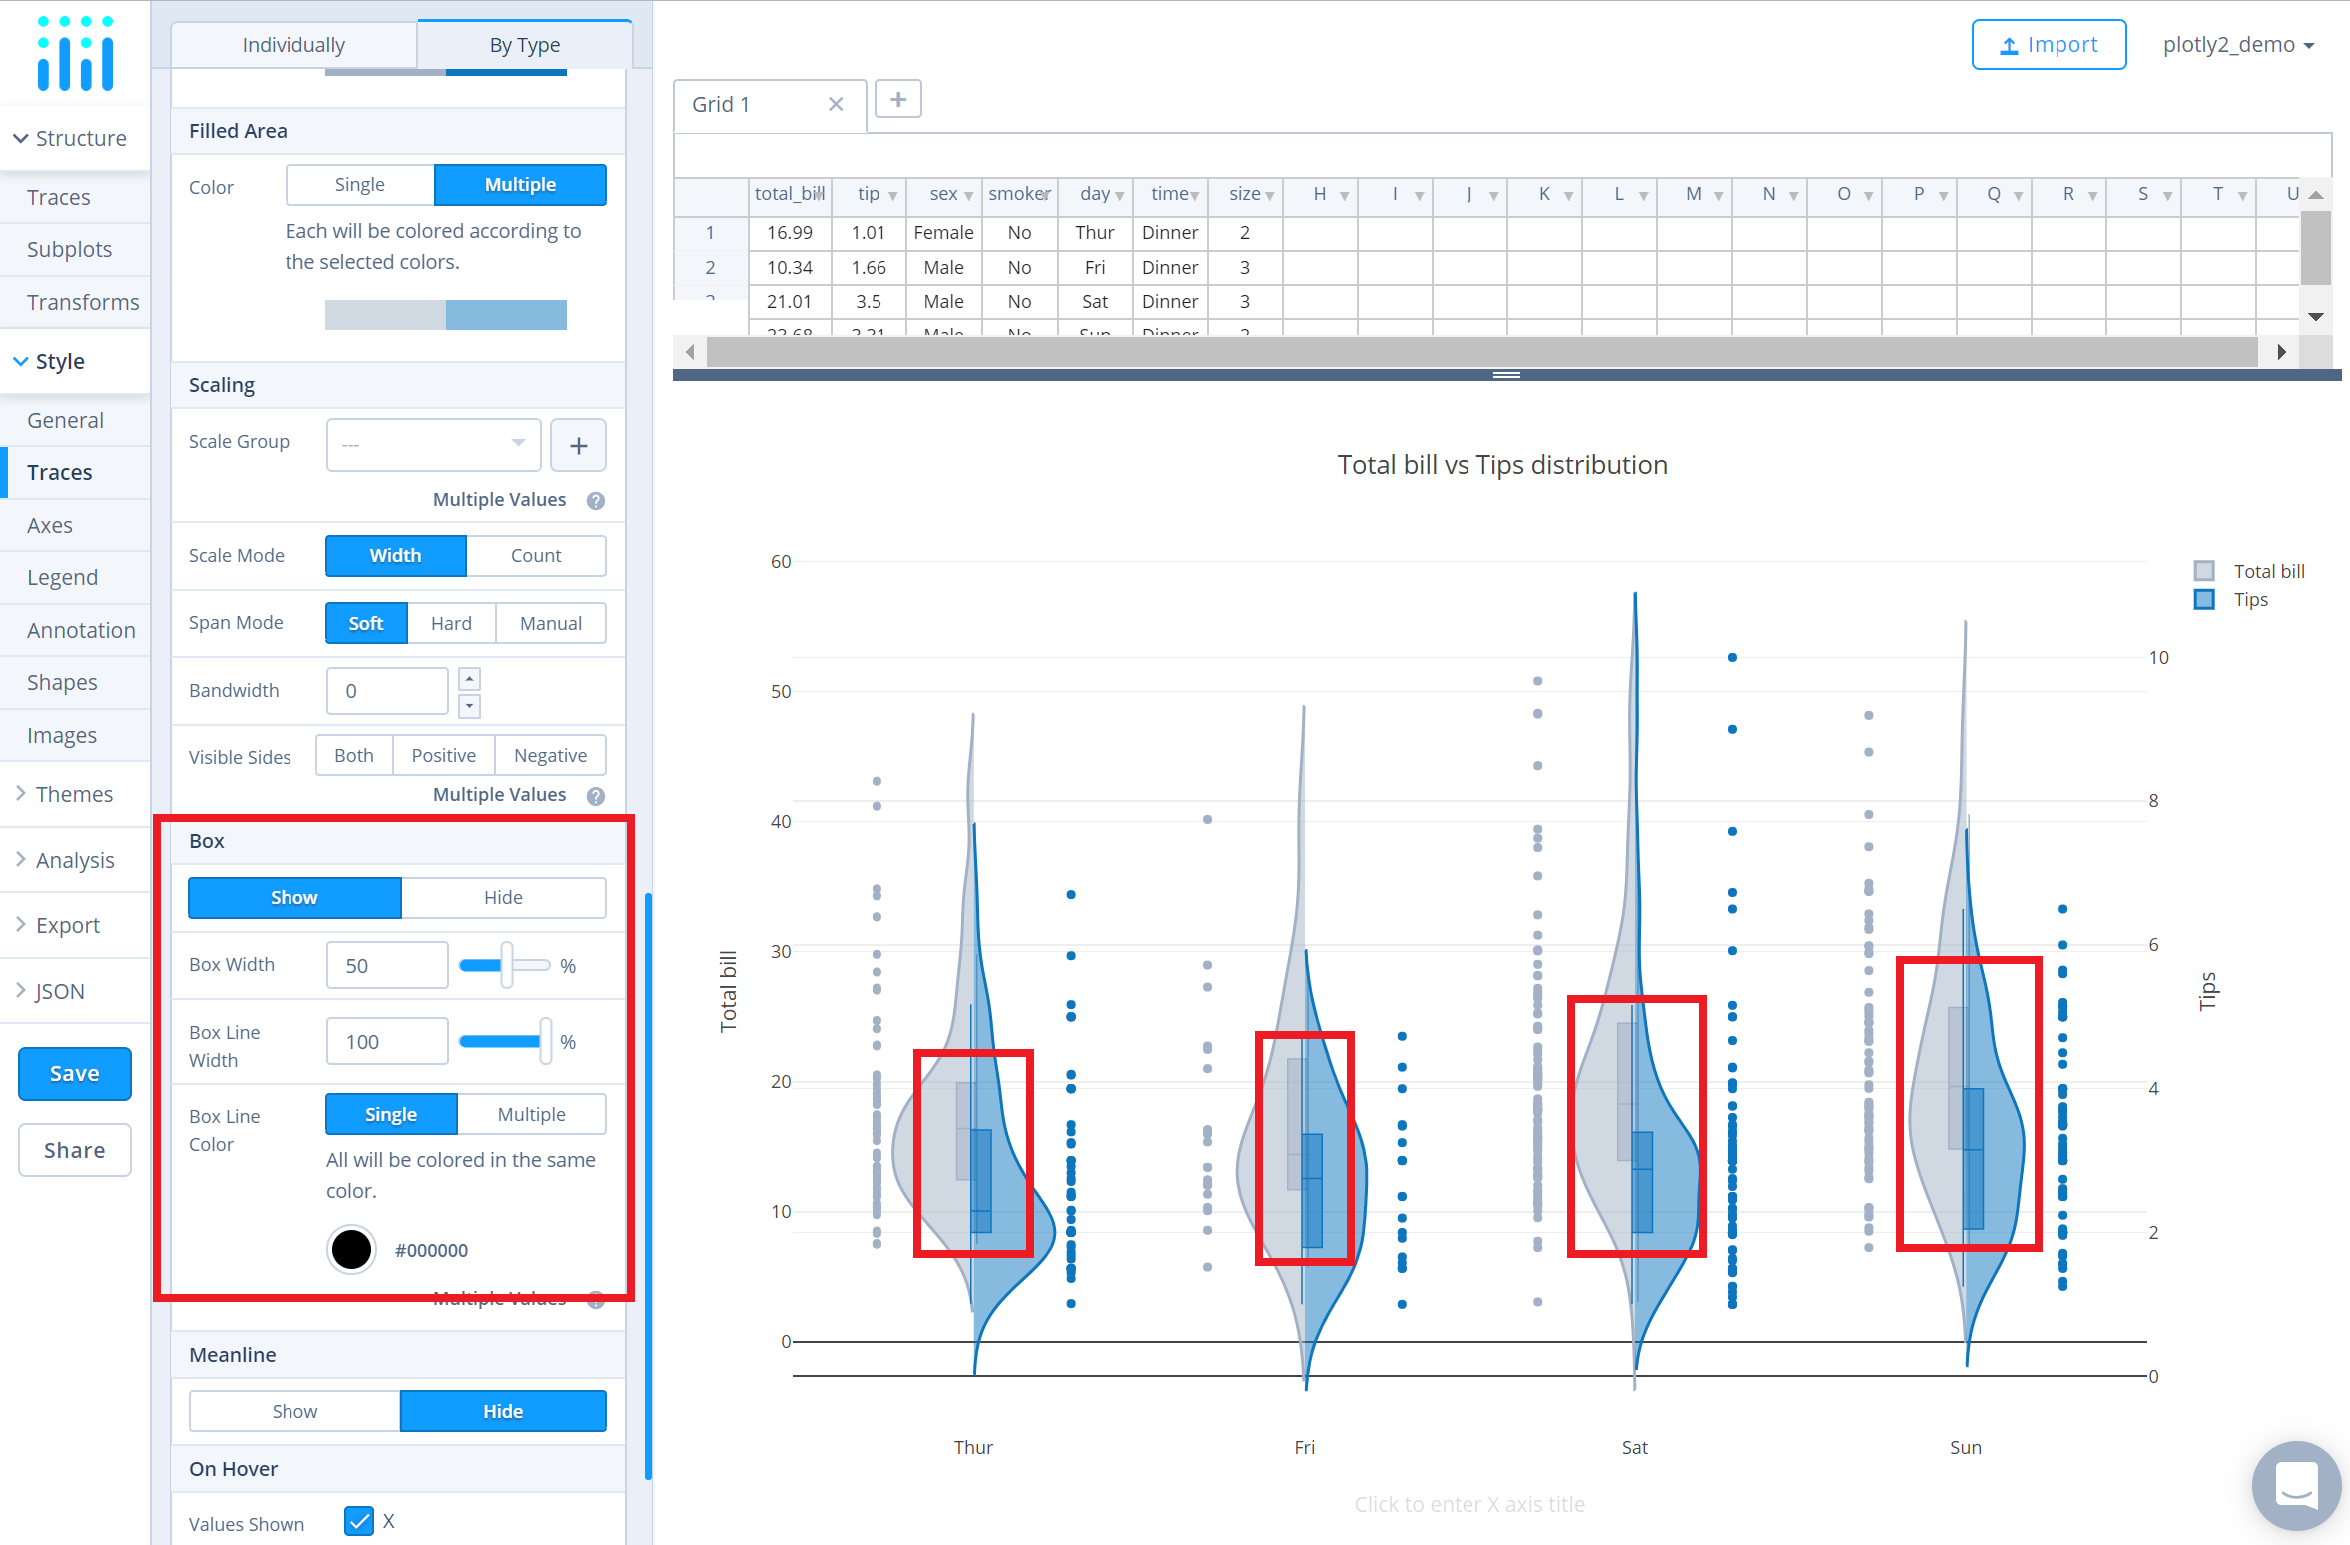 Individually
By Type
Structure
Traces
Subplots
Transforms
Style
General
Traces
Axes
Legend
Annotation
Shapes
Images
Themes
Analysis
Export
JSON
Save
Share
Filled Area
Color Single Multiple
Each will be colored according to
the selected colors.
Scaling
Scale Group --- +
Multiple Values ?
Scale Mode Width Count
Span Mode Soft Hard Manual
Bandwidth 0
Visible Sides Both Positive Negative
Multiple Values ?
Box
Show Hide
Box Width 50 %
Box Line
Width
100 %
Box Line
Color
Single Multiple
All will be colored in the same
color.
#000000
Multiple Values ?
Meanline
Show Hide
On Hover
Values Shown X
Import
plotly2_demo
Grid 1 × +
total_bill tip sex smoker day time size H I J K L M N O P Q R S T U
1 16.99 1.01 Female No Thur Dinner 2
2 10.34 1.66 Male No Fri Dinner 3
3 21.01 3.5 Male No Sat Dinner 3
23.68 3.31 Male No Sun Dinner 2
Total bill vs Tips distribution
Total bill
Tips
60
50
40
30
20
10
0
Total bill
10
8
6
4
2
0
Tips
Thur Fri Sat Sun
Click to enter X axis title